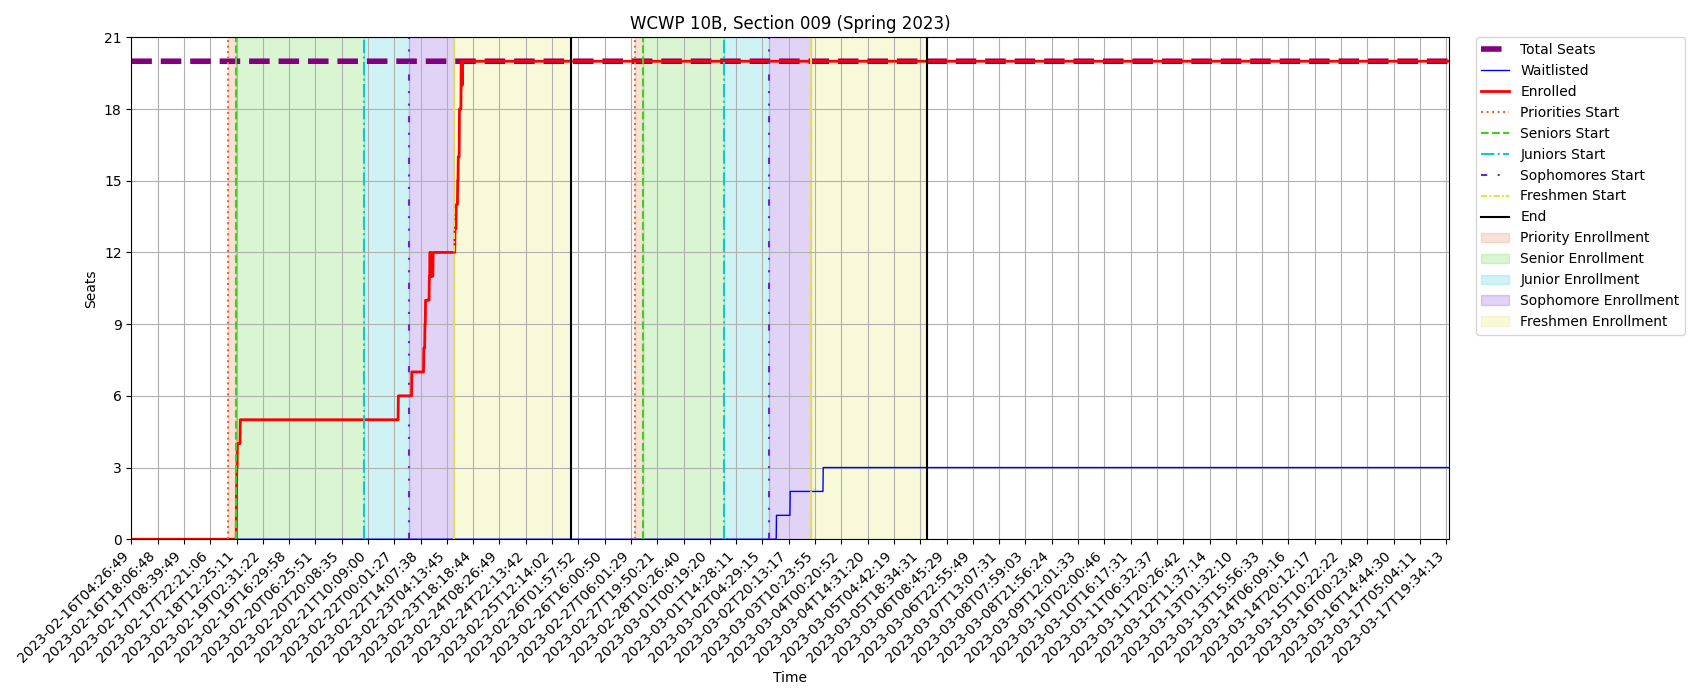 WCWP 10B, Section 009 (Spring 2023)
21
18
15
12
9
6
3
0
Seats
2023-02-16T04:26:49
2023-02-16T18:06:48
2023-02-17T08:39:49
2023-02-17T22:21:06
2023-02-18T12:25:11
2023-02-19T02:31:22
2023-02-19T16:29:58
2023-02-20T06:25:51
2023-02-20T20:08:35
2023-02-21T10:09:00
2023-02-22T00:01:27
2023-02-22T14:07:38
2023-02-23T04:13:45
2023-02-23T18:18:44
2023-02-24T08:26:49
2023-02-24T22:13:42
2023-02-25T12:14:02
2023-02-26T01:57:52
2023-02-26T16:00:50
2023-02-27T06:01:29
2023-02-27T19:50:21
2023-02-28T10:26:40
2023-03-01T00:19:20
2023-03-01T14:28:11
2023-03-02T04:29:15
2023-03-02T20:13:17
2023-03-03T10:23:55
2023-03-04T00:20:52
2023-03-04T14:31:20
2023-03-05T04:42:19
2023-03-05T18:34:31
2023-03-06T08:45:29
2023-03-06T22:55:49
2023-03-07T13:07:31
2023-03-08T07:59:03
2023-03-08T21:56:24
2023-03-09T12:01:33
2023-03-10T02:00:46
2023-03-10T16:17:31
2023-03-11T06:32:37
2023-03-11T20:26:42
2023-03-12T11:37:14
2023-03-13T01:32:10
2023-03-13T15:56:33
2023-03-14T06:09:16
2023-03-14T20:12:17
2023-03-15T10:22:22
2023-03-16T00:23:49
2023-03-16T14:44:30
2023-03-17T05:04:11
2023-03-17T19:34:13
Time
Total Seats
Waitlisted
Enrolled
Priorities Start
Seniors Start
Juniors Start
Sophomores Start
Freshmen Start
End
Priority Enrollment
Senior Enrollment
Junior Enrollment
Sophomore Enrollment
Freshmen Enrollment